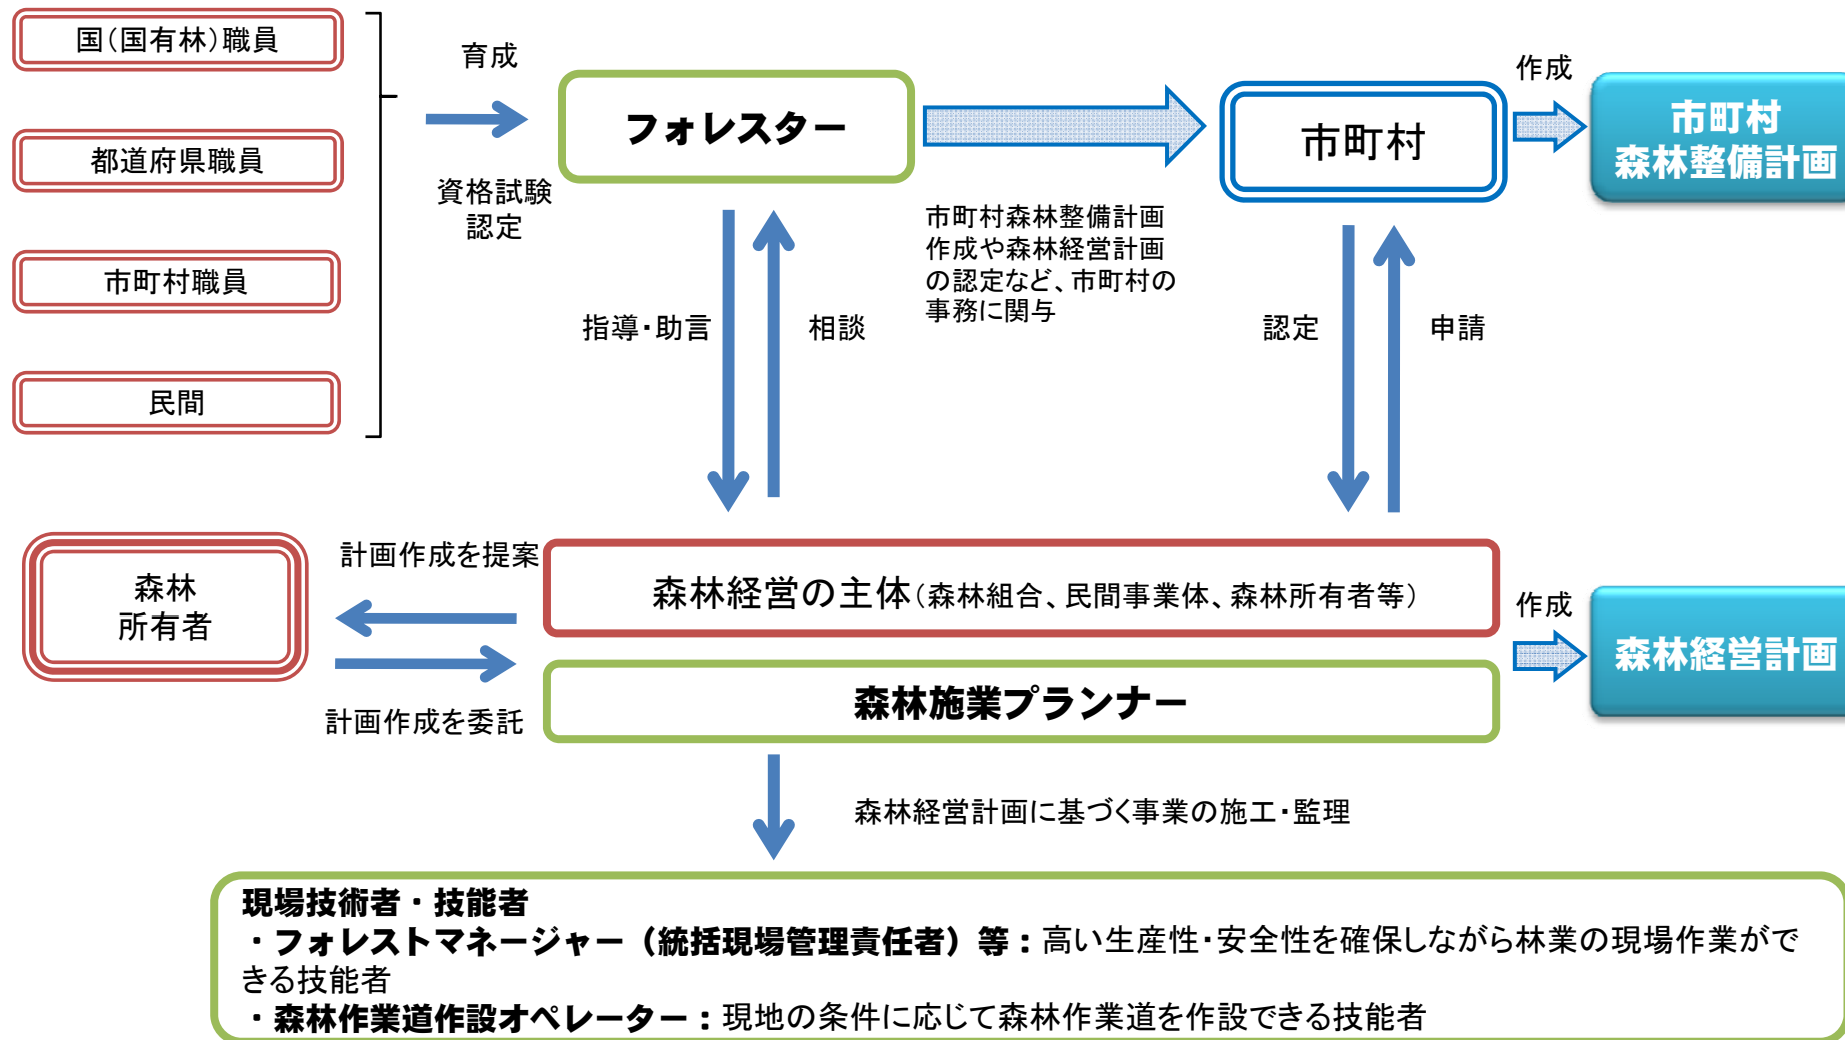 国（国有林）職員
都道府県職員
市町村職員
民間
育成
資格試験
認定
フォレスター
市町村森林整備計画
作成や森林経営計画
の認定など、市町村の
事務に関与
市町村
作成
市町村
森林整備計画
指導・助言
相談
認定
申請
森林
所有者
計画作成を提案
計画作成を委託
森林経営の主体（森林組合、民間事業体、森林所有者等）
森林施業プランナー
作成
森林経営計画
森林経営計画に基づく事業の施工・監理
現場技術者・技能者
・フォレストマネージャー（統括現場管理責任者）等：高い生産性・安全性を確保しながら林業の現場作業がで
きる技能者
・森林作業道作設オペレーター：現地の条件に応じて森林作業道を作設できる技能者